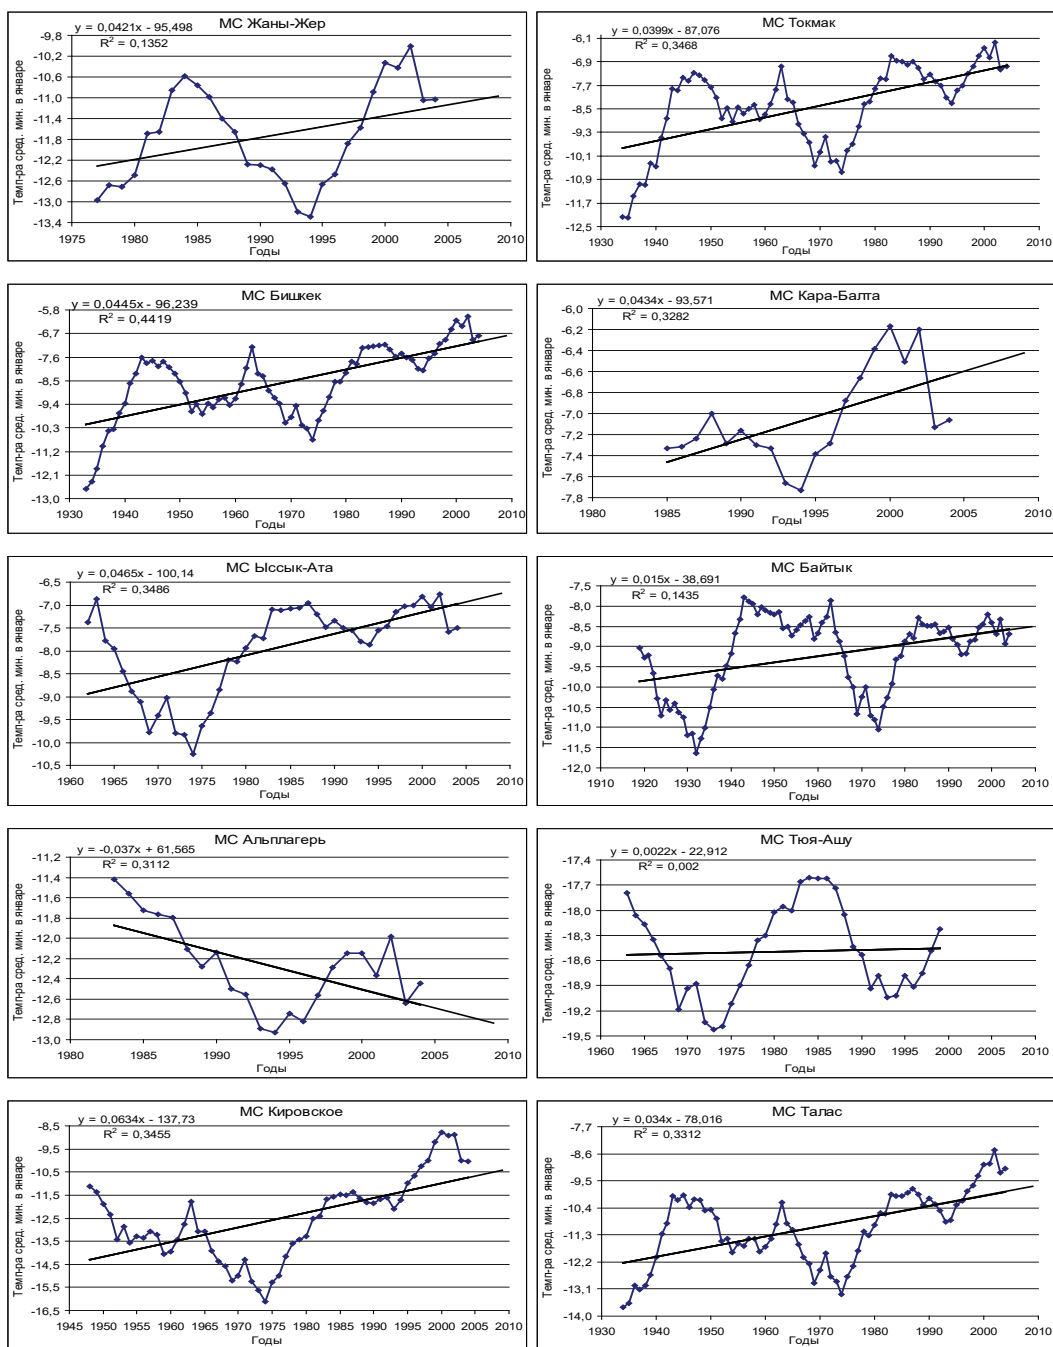 МС Жаны-Жер
y = 0,0421x - 95,498
R² = 0,1352
Темп-ра сред. мин. в январе
-9,8
-10,2
-10,6
-11,0
-11,4
-11,8
-12,2
-12,6
-13,0
-13,4
1975 1980 1985 1990 1995 2000 2005 2010
Годы
МС Токмак
y = 0,0399x - 87,076
R² = 0,3468
Темп-ра сред. мин. в январе
-6,1
-6,9
-7,7
-8,5
-9,3
-10,1
-10,9
-11,7
-12,5
1930 1940 1950 1960 1970 1980 1990 2000 2010
Годы
МС Бишкек
y = 0,0445x - 96,239
R² = 0,4419
Темп-ра сред. мин. в январе
-5,8
-6,7
-7,6
-8,5
-9,4
-10,3
-11,2
-12,1
-13,0
1930 1940 1950 1960 1970 1980 1990 2000 2010
Годы
МС Кара-Балта
y = 0,0434x - 93,571
R² = 0,3282
Темп-ра сред. мин. в январе
-6,0
-6,2
-6,4
-6,6
-6,8
-7,0
-7,2
-7,4
-7,6
-7,8
1980 1985 1990 1995 2000 2005 2010
Годы
МС Ыссык-Ата
y = 0,0465x - 100,14
R² = 0,3486
Темп-ра сред. мин. в январе
-6,5
-7,0
-7,5
-8,0
-8,5
-9,0
-9,5
-10,0
-10,5
1960 1965 1970 1975 1980 1985 1990 1995 2000 2005 2010
Годы
МС Байтык
y = 0,015x - 38,691
R² = 0,1435
Темп-ра сред. мин. в январе
-7,5
-8,0
-8,5
-9,0
-9,5
-10,0
-10,5
-11,0
-11,5
-12,0
1910 1920 1930 1940 1950 1960 1970 1980 1990 2000 2010
Годы
МС Альплагерь
y = -0,037x + 61,565
R² = 0,3112
Темп-ра сред. мин. в январе
-11,2
-11,4
-11,6
-11,8
-12,0
-12,2
-12,4
-12,6
-12,8
-13,0
1980 1985 1990 1995 2000 2005 2010
Годы
МС Тюя-Ашу
y = 0,0022x - 22,912
R² = 0,002
Темп-ра сред. мин. в январе
-17,4
-17,7
-18,0
-18,3
-18,6
-18,9
-19,2
-19,5
1960 1965 1970 1975 1980 1985 1990 1995 2000 2005 2010
Годы
МС Кировское
y = 0,0634x - 137,73
R² = 0,3455
Темп-ра сред. мин. в январе
-8,5
-9,5
-10,5
-11,5
-12,5
-13,5
-14,5
-15,5
-16,5
1945 1950 1955 1960 1965 1970 1975 1980 1985 1990 1995 2000 2005 2010
Годы
МС Талас
y = 0,034x - 78,016
R² = 0,3312
Темп-ра сред. мин. в январе
-7,7
-8,6
-9,5
-10,4
-11,3
-12,2
-13,1
-14,0
1930 1940 1950 1960 1970 1980 1990 2000 2010
Годы